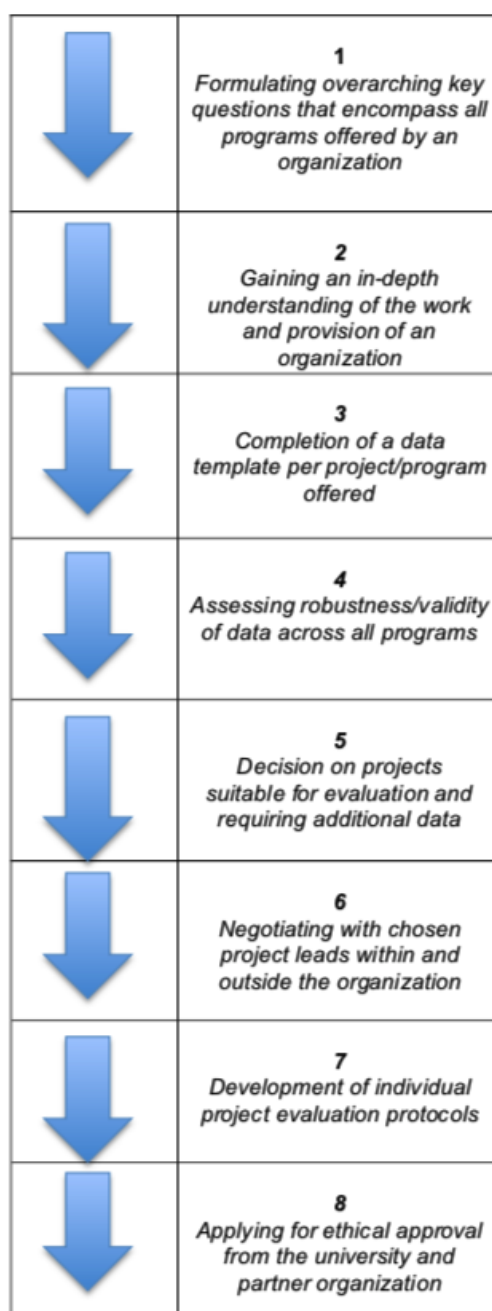 1
Formulating overarching key
questions that encompass all
programs offered by an
organization
2
Gaining an in-depth
understanding of the work
and provision of an
organization
3
Completion of a data
template per project/program
offered
4
Assessing robustness/validity
of data across all programs
5
Decision on projects
suitable for evaluation and
requiring additional data
6
Negotiating with chosen
project leads within and
outside the organization
7
Development of individual
project evaluation protocols
8
Applying for ethical approval
from the university and
partner organization